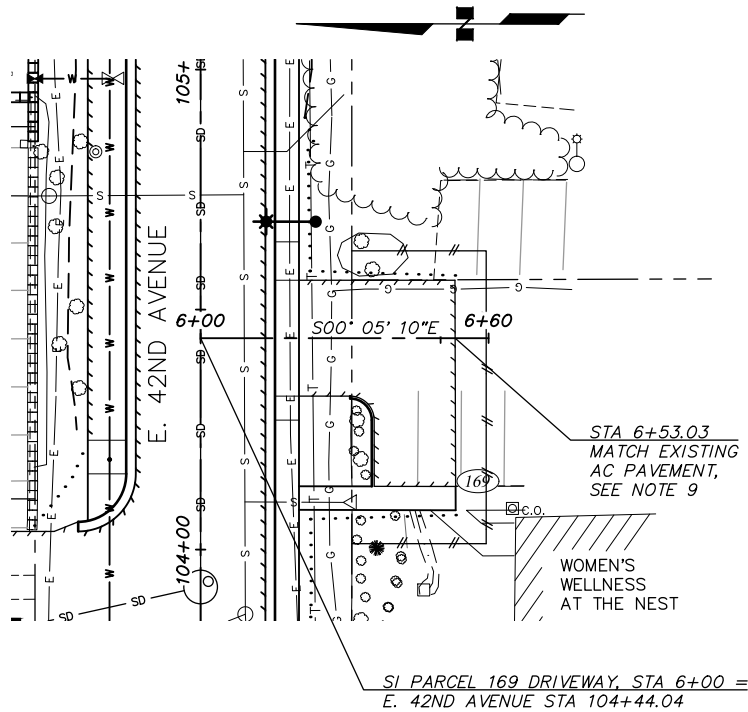 N
105+
W
E
S
SD
G
T
E. 42ND AVENUE
6+00
S00° 05' 10"E
6+60
STA 6+53.03
MATCH EXISTING
AC PAVEMENT,
SEE NOTE 9
169
C.O.
104+00
WOMEN'S
WELLNESS
AT THE NEST
SI PARCEL 169 DRIVEWAY, STA 6+00 =
E. 42ND AVENUE STA 104+44.04